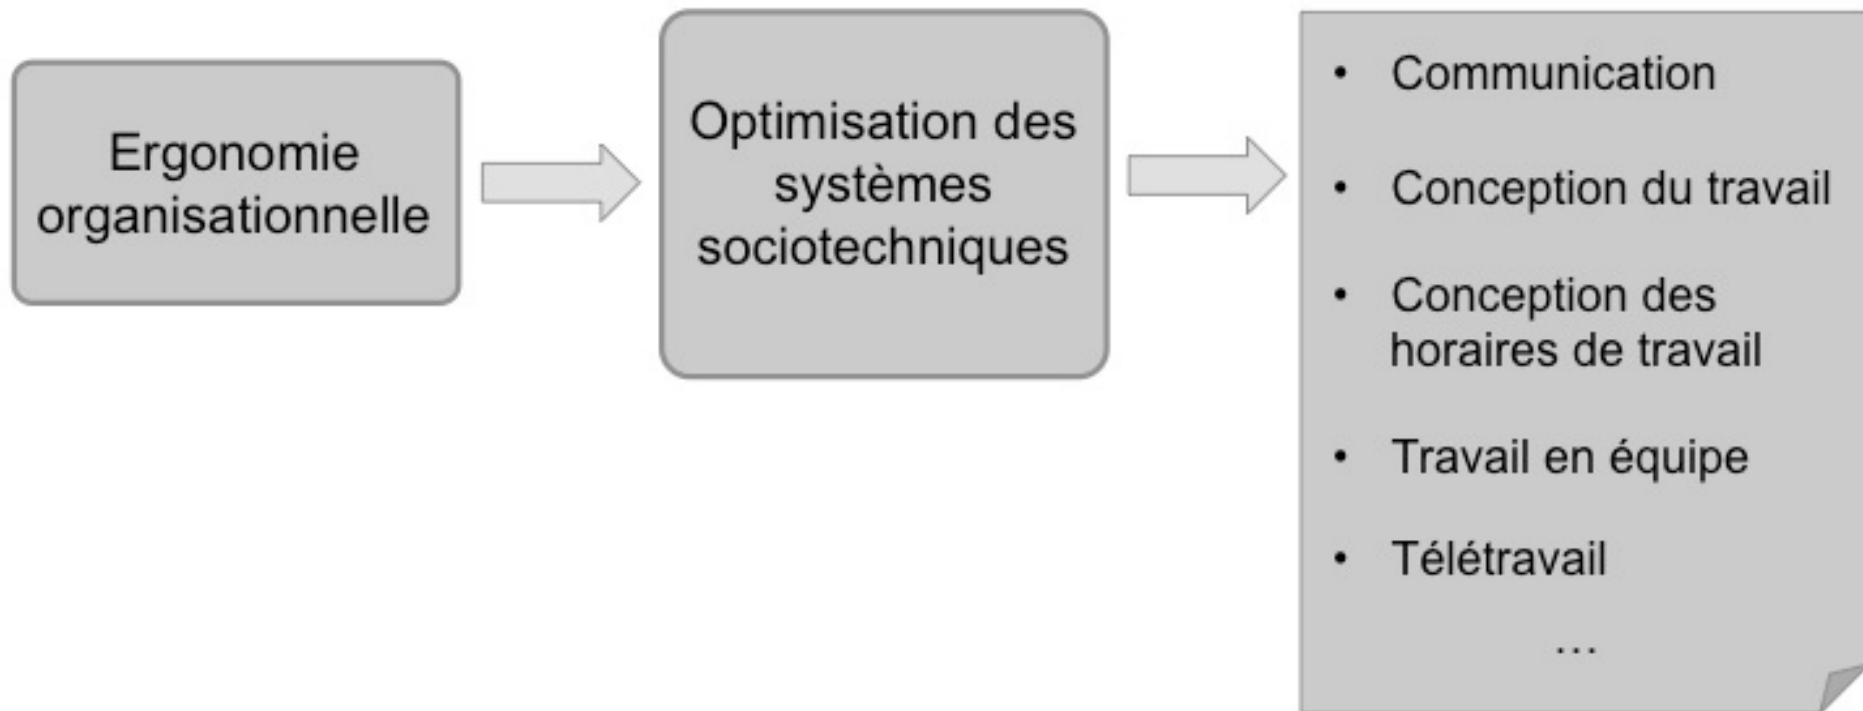 Ergonomie
organisationnelle
Optimisation des
systèmes
sociotechniques
• Communication
• Conception du travail
• Conception des
horaires de travail
• Travail en équipe
• Télétravail
…